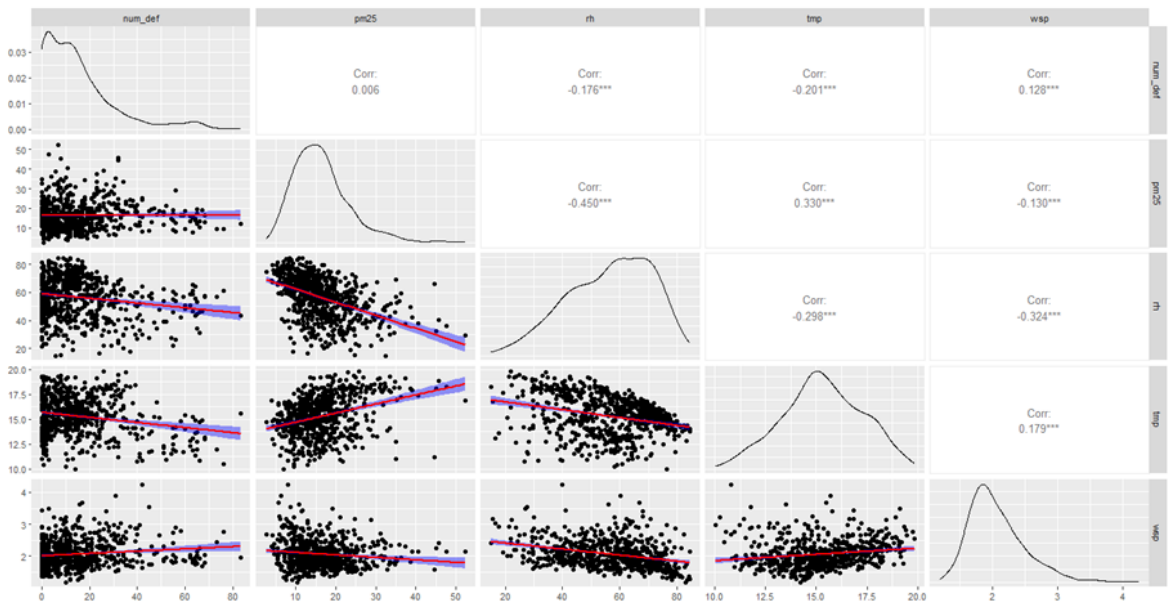 num_def pm25 rh tmp wsp
0.03
0.02
0.01
0.00
Corr:
0.006
Corr:
-0.176***
Corr:
-0.201***
Corr:
0.128***
num_def
50
40
30
20
10
Corr:
-0.450***
Corr:
0.330***
Corr:
-0.130***
pm25
80
60
40
20
Corr:
-0.298***
Corr:
-0.324***
rh
20.0
17.5
15.0
12.5
10.0
Corr:
0.179***
tmp
4
3
2
wsp
0 20 40 60 80 10 20 30 40 50 20 40 60 80 10.0 12.5 15.0 17.5 20.0 2 3 4